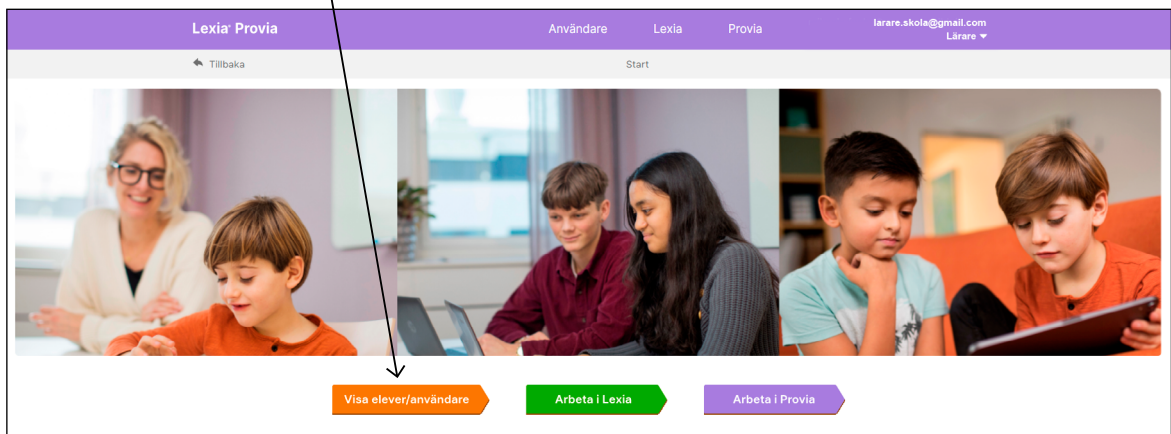 Lexia® Provia
Användare Lexia Provia
larare.skola@gmail.com
Lärare
Tillbaka
Start
Visa elever/användare
Arbeta i Lexia
Arbeta i Provia